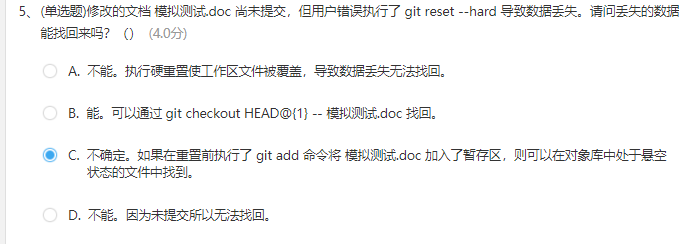 5、(单选题)修改的文档 模拟测试.doc 尚未提交，但用户错误执行了 git reset --hard 导致数据丢失。请问丢失的数据
能找回来吗？（）（4.0分）
A. 不能。执行硬重置使工作区文件被覆盖，导致数据丢失无法找回。
B. 能。可以通过 git checkout HEAD@{1} -- 模拟测试.doc 找回。
C. 不确定。如果在重置前执行了 git add 命令将 模拟测试.doc 加入了暂存区，则可以在对象库中处于悬空
状态的文件中找到。
D. 不能。因为未提交所以无法找回。